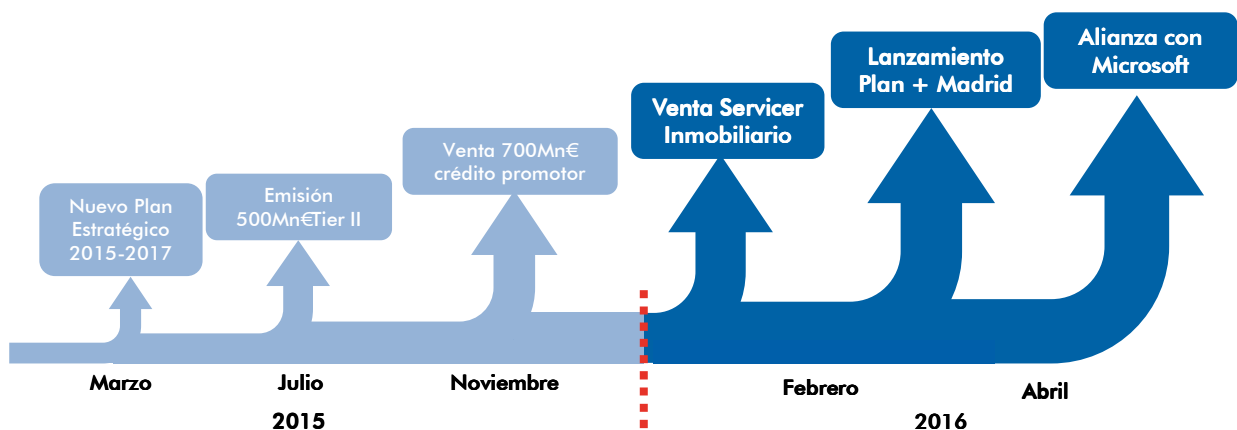 Nuevo Plan
Estratégico
2015-2017
Emisión
500Mn€Tier II
Venta 700Mn€
crédito promotor
Venta Servicer
Inmobiliario
Lanzamiento
Plan + Madrid
Alianza con
Microsoft
Marzo
Julio
Noviembre
Febrero
Abril
2015
2016